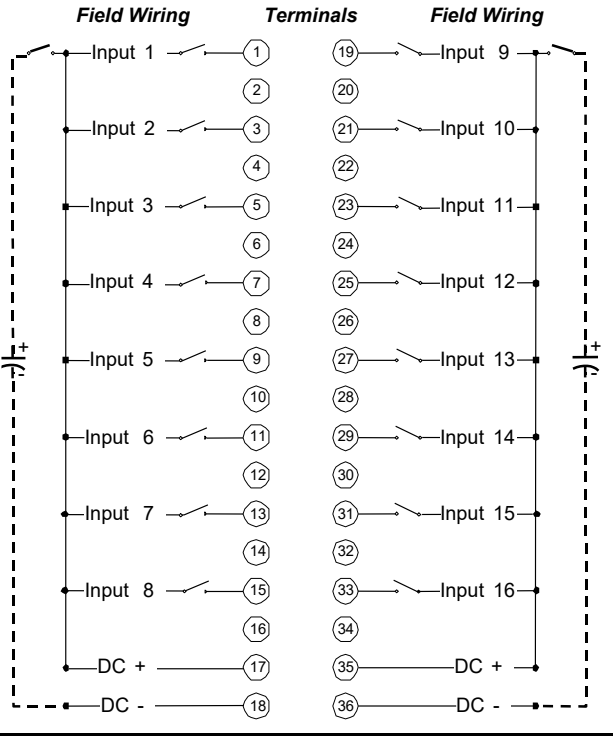 Field Wiring Terminals Field Wiring
Input 1 1 19 Input 9
2 20
Input 2 3 21 Input 10
4 22
Input 3 5 23 Input 11
6 24
Input 4 7 25 Input 12
8 26
+ +
Input 5 9 27 Input 13
- -
10 28
Input 6 11 29 Input 14
12 30
Input 7 13 31 Input 15
14 32
Input 8 15 33 Input 16
16 34
DC + 17 35 DC +
DC - 18 36 DC -